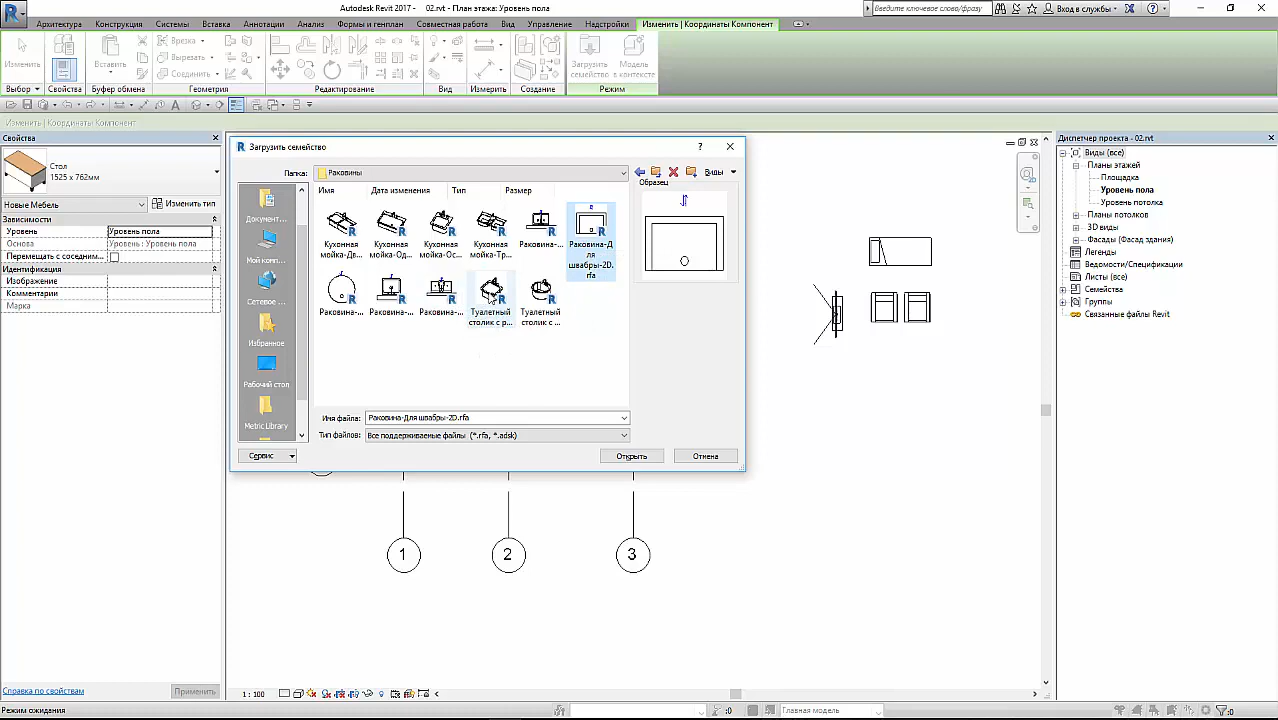 Autodesk Revit 2017 - 02.rvt - План этажа: Уровень пола
Введите ключевое слово/фразу
Вход в службы
Архитектура Конструкция Системы Вставка Аннотации Анализ Формы и генплан Совместная работа Вид Управление Надстройки Изменить | Координаты Компонент
Врезка
Вырезать
Соединить
Изменить
Вставить
Загрузить
семейство
Модель
в контексте
Выбор Свойства Буфер обмена Геометрия Редактирование Вид Измерить Создание Режим
Изменить | Координаты Компонент
Свойства
Стол
1525 x 762мм
Новые Мебель
Изменить тип
Зависимости
Уровень Уровень пола
Основа Уровень : Уровень пола
Перемещать с соседним...
Идентификация
Изображение
Комментарии
Марка
Справка по свойствам
Применить
Загрузить семейство
Папка: Раковины
Виды
Имя Дата изменения Тип Размер
Образец
Документ...
Мой комп...
Сетевое ...
Избранное
Рабочий стол
Metric Library
Кухонная мойка-Дв...
Кухонная мойка-Од...
Кухонная мойка-Ос...
Кухонная мойка-Тр...
Раковина-...
Раковина-Для швабры-2D.rfa
Раковина-...
Раковина-...
Раковина-...
Туалетный столик с р...
Туалетный столик с ...
Имя файла: Раковина-Для швабры-2D.rfa
Тип файлов: Все поддерживаемые файлы (*.rfa, *.adsk)
Сервис
Открыть
Отмена
1 2 3
Диспетчер проекта - 02.rvt
Виды (все)
Планы этажей
Площадка
Уровень пола
Уровень потолка
Планы потолков
3D виды
Фасады (Фасад здания)
Легенды
Ведомости/Спецификации
Листы (все)
Семейства
Группы
Связанные файлы Revit
1 : 100
Режим ожидания
:0
Главная модель
:0